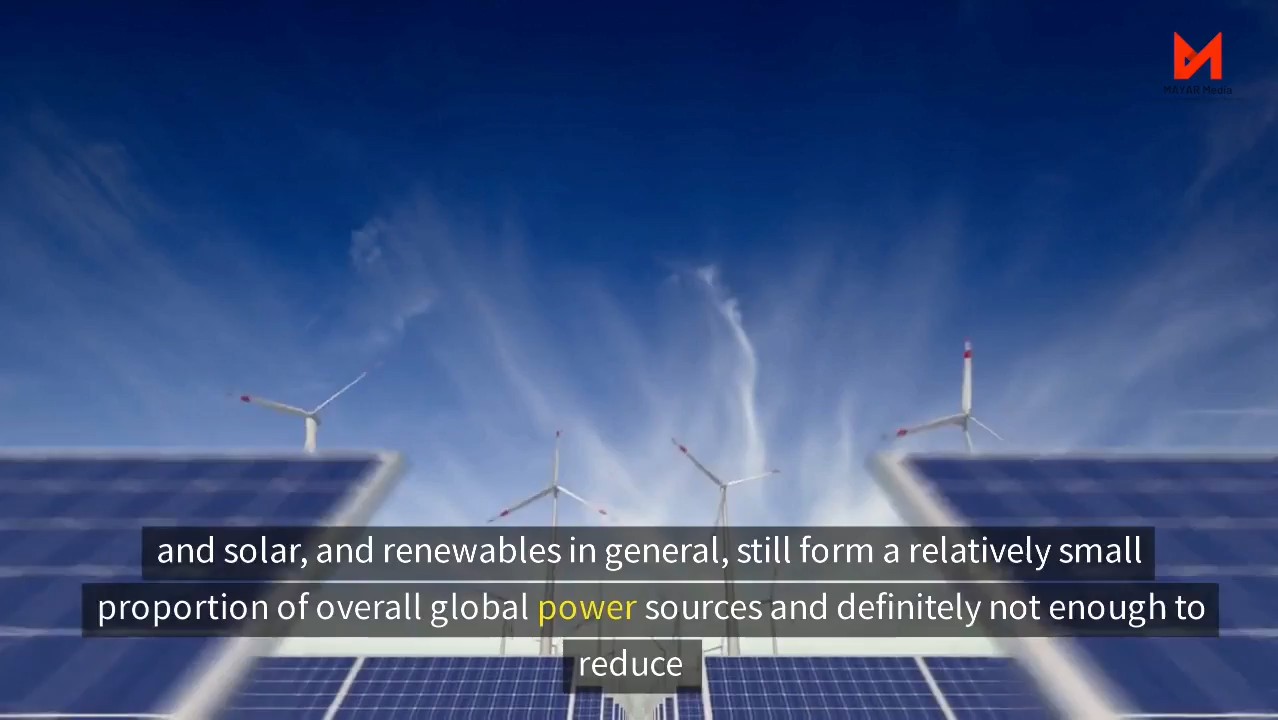 MAYAR Media
and solar, and renewables in general, still form a relatively small
proportion of overall global power sources and definitely not enough to
reduce